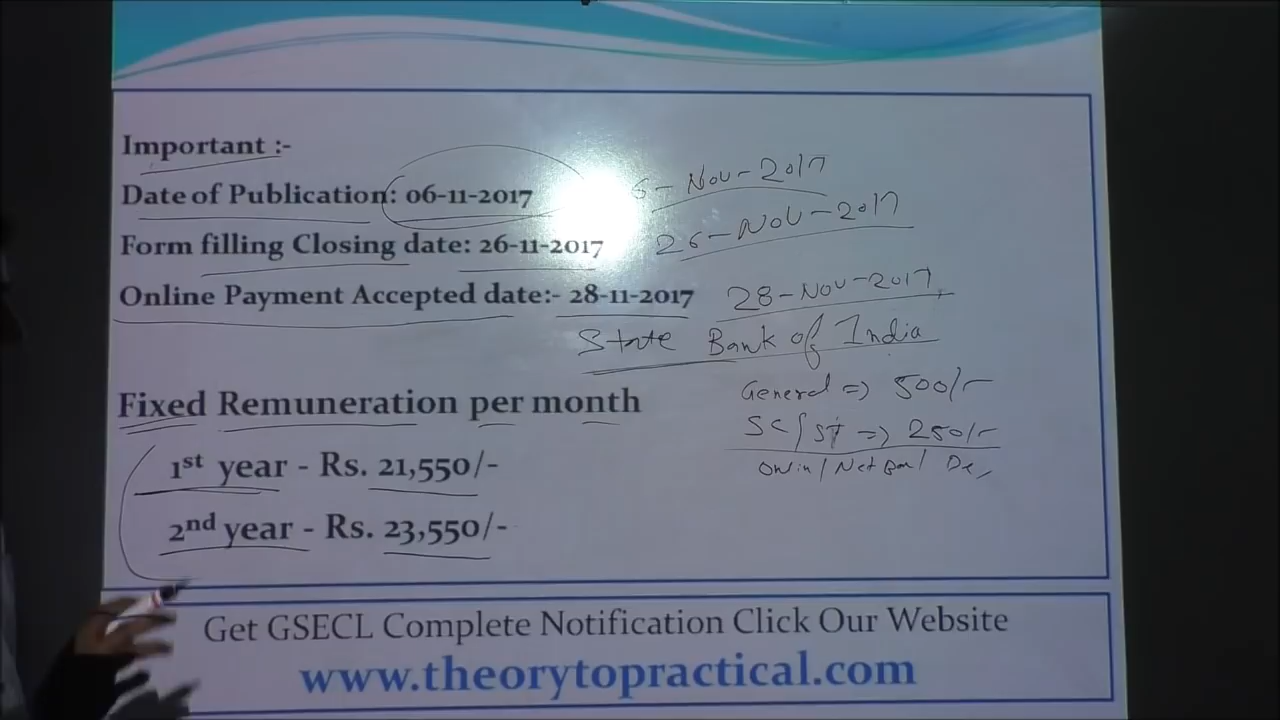 Important :-
Date of Publication: 06-11-2017
6-Nov-2017
Form filling Closing date: 26-11-2017
26-Nov-2017
Online Payment Accepted date:- 28-11-2017
28-Nov-2017
State Bank of India
Fixed Remuneration per month
General => 500/-
SC/ST => 250/-
1st year - Rs. 21,550/-
2nd year - Rs. 23,550/-
Get GSECL Complete Notification Click Our Website
www.theorytopractical.com